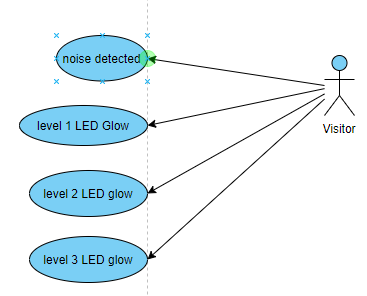 noise detected
level 1 LED Glow
Visitor
level 2 LED glow
level 3 LED glow